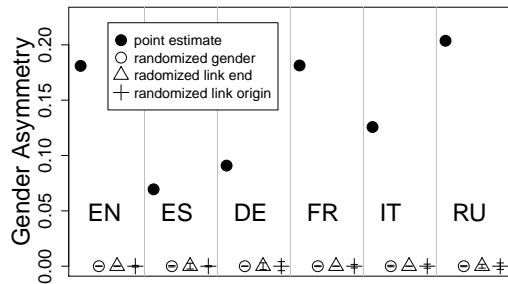 Gender Asymmetry
0.00 0.05 0.10 0.15 0.20
point estimate
randomized gender
radomized link end
randomized link origin
EN ES DE FR IT RU